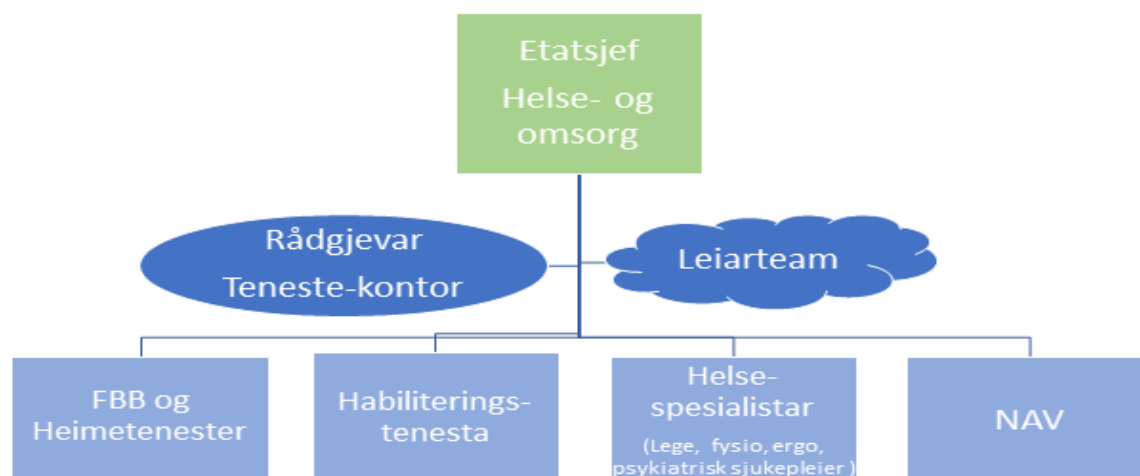 Etatsjef
Helse- og
omsorg
Rådgjevar
Teneste-kontor
Leiarteam
FBB og
Heimetenester
Habiliterings-
tenesta
Helse-
spesialistar
(Lege, fysio, ergo,
psykiatrisk sjukepleier )
NAV